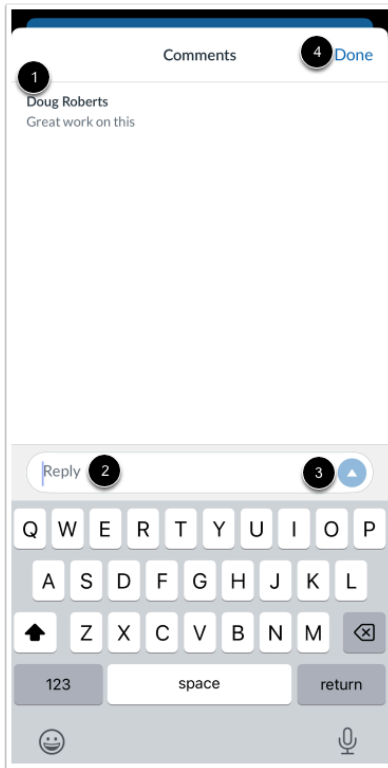 Comments
4
Done
1
Doug Roberts
Great work on this
Reply
2
3
Q W E R T Y U I O P
A S D F G H J K L
Z X C V B N M
123
space
return